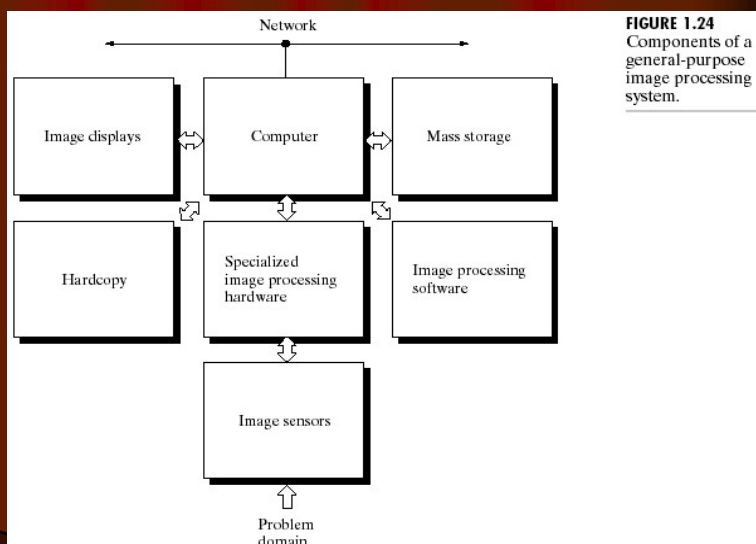 Network
FIGURE 1.24
Components of a
general-purpose
image processing
system.
Image displays
Computer
Mass storage
Hardcopy
Specialized
image processing
hardware
Image processing
software
Image sensors
Problem
domain